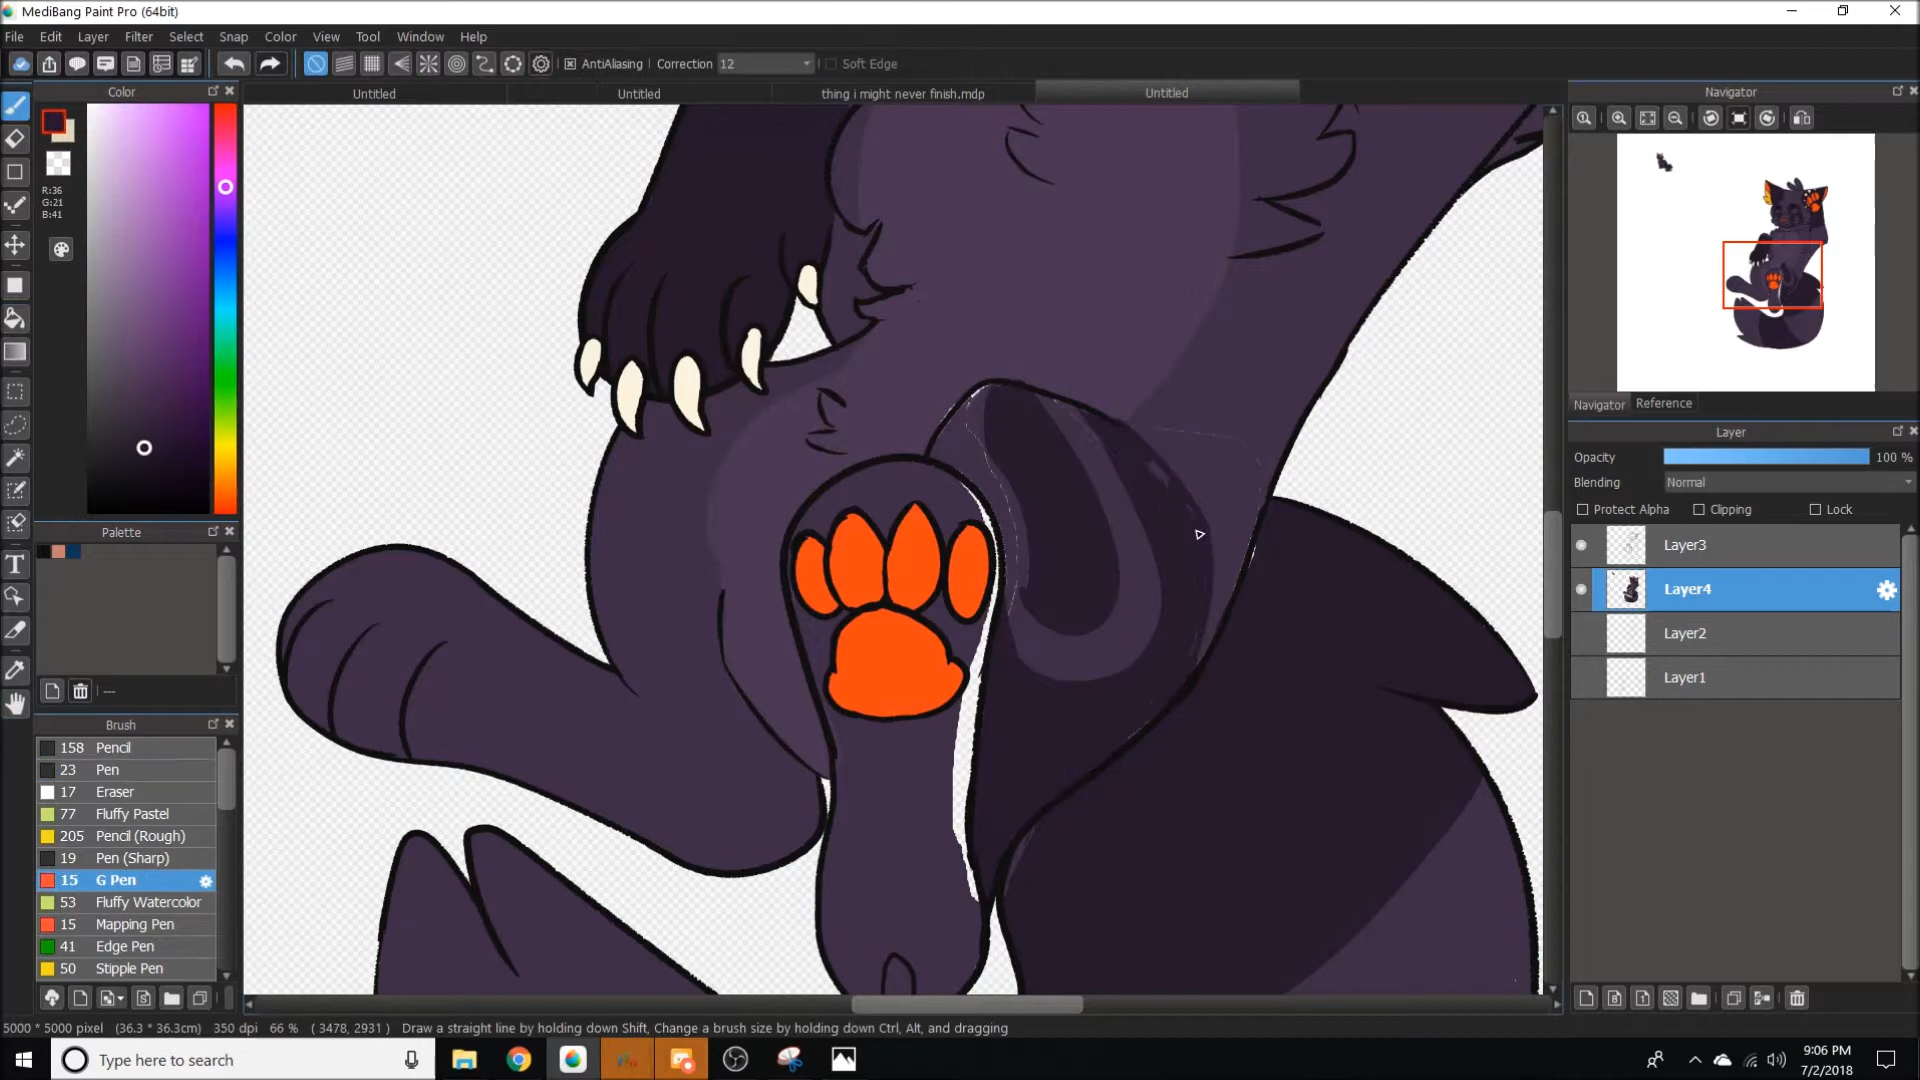 MediBang Paint Pro (64bit)
File Edit Layer Filter Select Snap Color View Tool Window Help
AntiAliasing Correction 12 Soft Edge
Color
Untitled Untitled thing i might never finish.mdp Untitled
Navigator
R:36
G:21
B:41
Navigator Reference
Layer
Opacity 100 %
Blending Normal
Protect Alpha Clipping Lock
Layer3
Layer4
Layer2
Layer1
Palette
---
Brush
158 Pencil
23 Pen
17 Eraser
77 Fluffy Pastel
205 Pencil (Rough)
19 Pen (Sharp)
15 G Pen
53 Fluffy Watercolor
15 Mapping Pen
41 Edge Pen
50 Stipple Pen
5000 * 5000 pixel (36.3 * 36.3cm) 350 dpi 66 % ( 3478, 2931 ) Draw a straight line by holding down Shift, Change a brush size by holding down Ctrl, Alt, and dragging
Type here to search
9:06 PM
7/2/2018